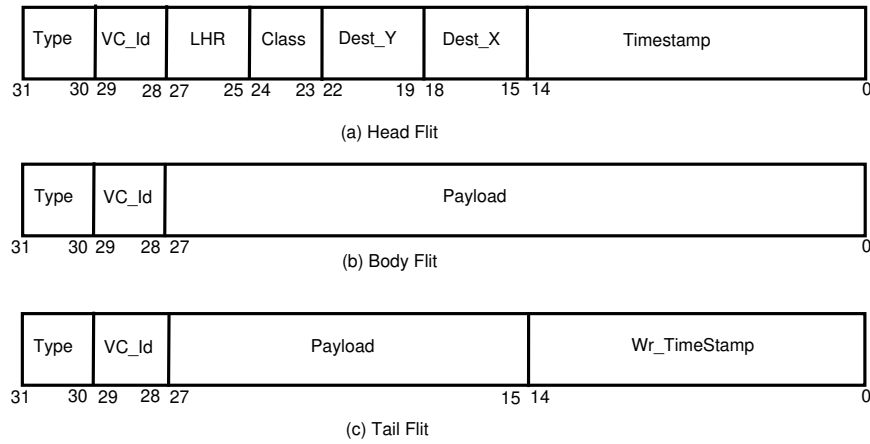 Type VC_Id LHR Class Dest_Y Dest_X Timestamp
31 30 29 28 27 25 24 23 22 19 18 15 14 0
(a) Head Flit
Type VC_Id Payload
31 30 29 28 27 0
(b) Body Flit
Type VC_Id Payload Wr_TimeStamp
31 30 29 28 27 15 14 0
(c) Tail Flit